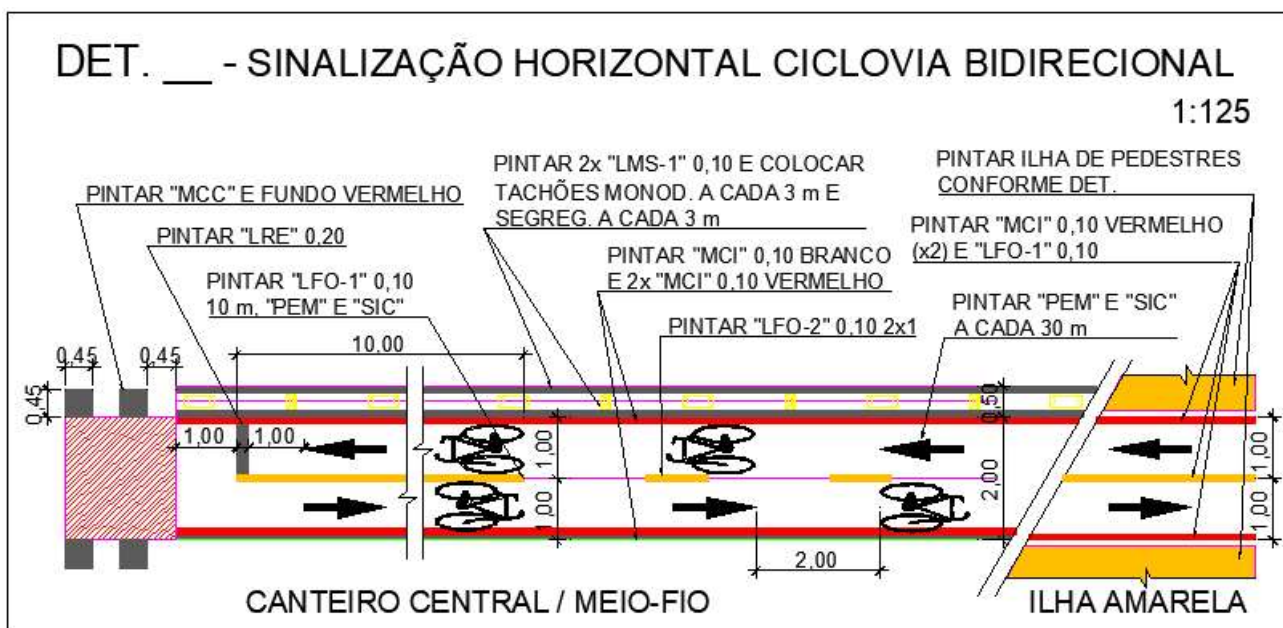 DET. __ - SINALIZAÇÃO HORIZONTAL CICLOVIA BIDIRECIONAL
1:125
PINTAR "MCC" E FUNDO VERMELHO
PINTAR "LRE" 0,20
PINTAR "LFO-1" 0,10
10 m, "PEM" E "SIC"
PINTAR 2x "LMS-1" 0,10 E COLOCAR
TACHÕES MONOD. A CADA 3 m E
SEGREG. A CADA 3 m
PINTAR "MCI" 0,10 BRANCO
E 2x "MCI" 0,10 VERMELHO
PINTAR "LFO-2" 0,10 2x1
PINTAR ILHA DE PEDESTRES
CONFORME DET.
PINTAR "MCI" 0,10 VERMELHO
(x2) E "LFO-1" 0,10
PINTAR "PEM" E "SIC"
A CADA 30 m
0,45
0,45
10,00
0,45
0,50
1,00
1,00
1,00
1,00
2,00
1,00
1,00
2,00
CANTEIRO CENTRAL / MEIO-FIO
ILHA AMARELA